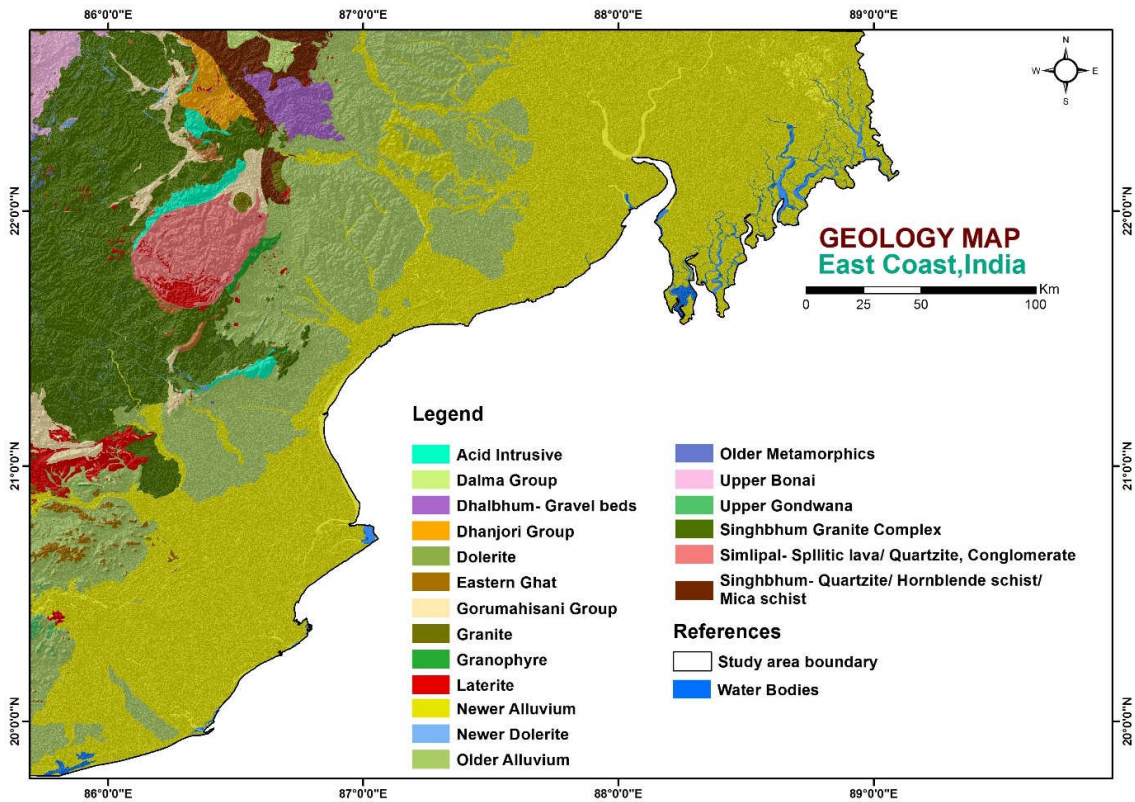 86°0'0"E 87°0'0"E 88°0'0"E 89°0'0"E
N
W E
S
22°0'0"N 22°0'0"N
GEOLOGY MAP
East Coast,India
Km
0 25 50 100
Legend
Acid Intrusive
Dalma Group
Dhalbhum- Gravel beds
Dhanjori Group
Dolerite
Eastern Ghat
Gorumahisani Group
Granite
Granophyre
Laterite
Newer Alluvium
Newer Dolerite
Older Alluvium
Older Metamorphics
Upper Bonai
Upper Gondwana
Singhbhum Granite Complex
Simlipal- Spllitic lava/ Quartzite, Conglomerate
Singhbhum- Quartzite/ Hornblende schist/
Mica schist
References
Study area boundary
Water Bodies
21°0'0"N 21°0'0"N
20°0'0"N 20°0'0"N
86°0'0"E 87°0'0"E 88°0'0"E 89°0'0"E